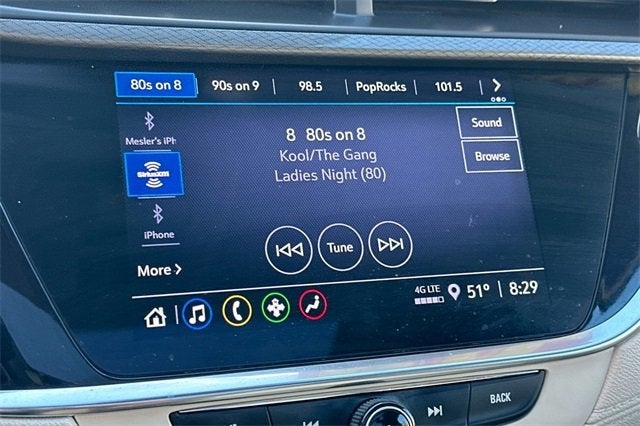 80s on 8 90s on 9 98.5 PopRocks 101.5
8 80s on 8
Kool/The Gang
Ladies Night (80)
Sound
Browse
Mesler's iPh
SiriusXM
iPhone
More
Tune
4G LTE 51° 8:29
BACK